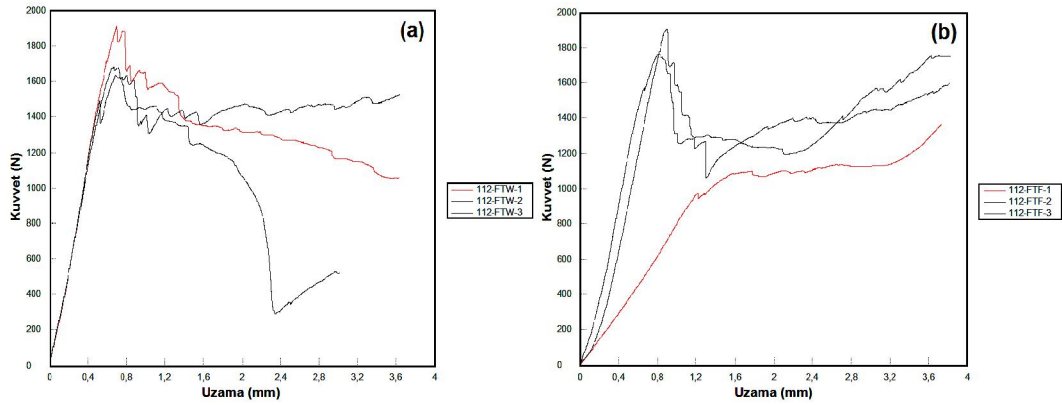 (a)
Kuvvet (N)
2000
1800
1600
1400
1200
1000
800
600
400
200
0
0 0,4 0,8 1,2 1,6 2 2,4 2,8 3,2 3,6 4
Uzama (mm)
112-FTW-1
112-FTW-2
112-FTW-3
(b)
Kuvvet (N)
2000
1800
1600
1400
1200
1000
800
600
400
200
0
0 0,4 0,8 1,2 1,6 2 2,4 2,8 3,2 3,6 4
Uzama (mm)
112-FTF-1
112-FTF-2
112-FTF-3